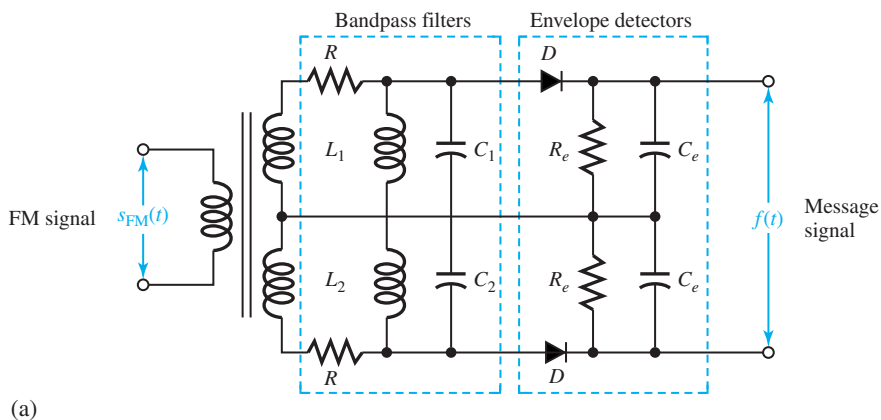 Bandpass filters Envelope detectors
R D
L1 C1 Re Ce
FM signal sFM(t) f(t) Message signal
L2 C2 Re Ce
R D
(a)